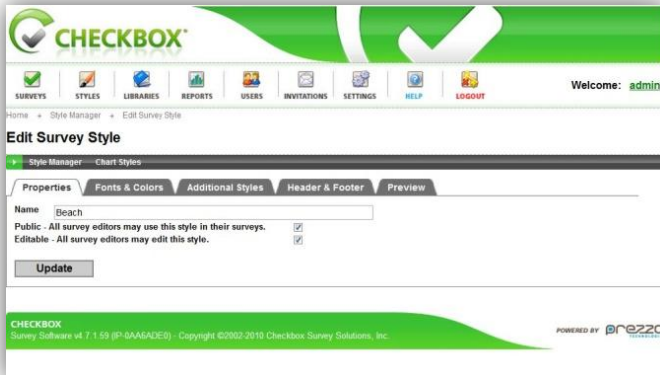 CHECKBOX
SURVEYS STYLES LIBRARIES REPORTS USERS INVITATIONS SETTINGS HELP LOGOUT Welcome: admin
Home Style Manager Edit Survey Style
Edit Survey Style
Style Manager Chart Styles
Properties Fonts & Colors Additional Styles Header & Footer Preview
Name Beach
Public - All survey editors may use this style in their surveys.
Editable - All survey editors may edit this style.
Update
CHECKBOX
Survey Software v4.7.1.59 (IP-0AA6ADE0) - Copyright ©2002-2010 Checkbox Survey Solutions, Inc.
POWERED BY prezzo